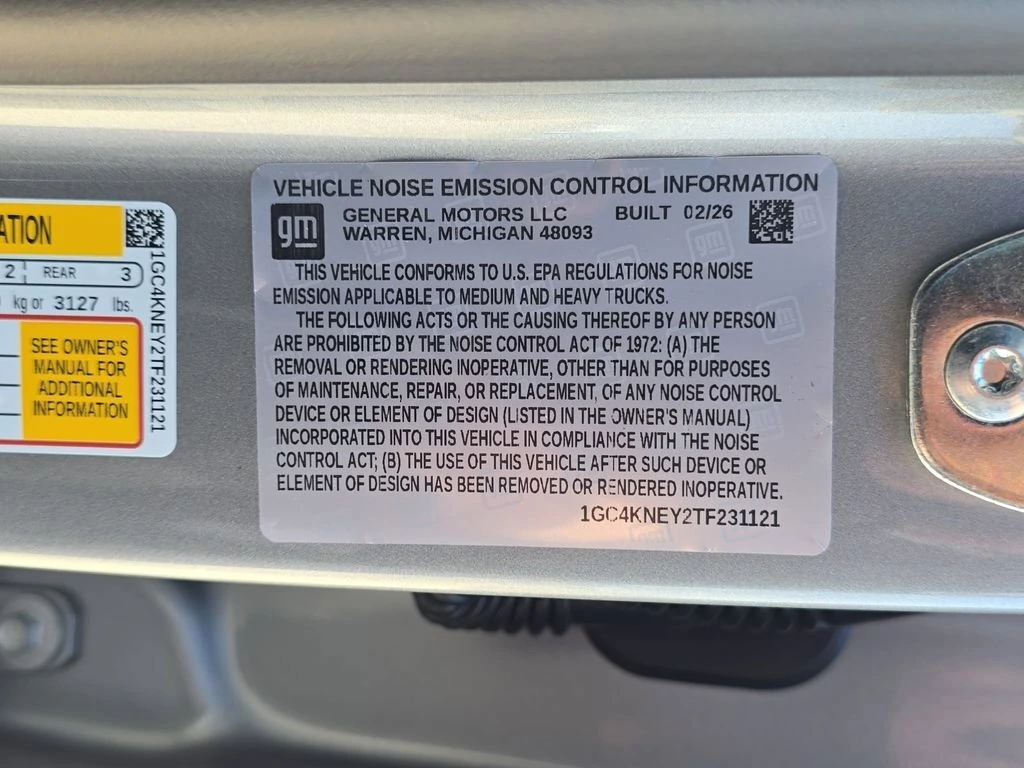 ATION
2 REAR 3
kg or 3127 lbs.
SEE OWNER'S
MANUAL FOR
ADDITIONAL
INFORMATION
1GC4KNEY2TF231121
VEHICLE NOISE EMISSION CONTROL INFORMATION
gm
GENERAL MOTORS LLC BUILT 02/26
WARREN, MICHIGAN 48093
THIS VEHICLE CONFORMS TO U.S. EPA REGULATIONS FOR NOISE
EMISSION APPLICABLE TO MEDIUM AND HEAVY TRUCKS.
THE FOLLOWING ACTS OR THE CAUSING THEREOF BY ANY PERSON
ARE PROHIBITED BY THE NOISE CONTROL ACT OF 1972: (A) THE
REMOVAL OR RENDERING INOPERATIVE, OTHER THAN FOR PURPOSES
OF MAINTENANCE, REPAIR, OR REPLACEMENT, OF ANY NOISE CONTROL
DEVICE OR ELEMENT OF DESIGN (LISTED IN THE OWNER'S MANUAL)
INCORPORATED INTO THIS VEHICLE IN COMPLIANCE WITH THE NOISE
CONTROL ACT; (B) THE USE OF THIS VEHICLE AFTER SUCH DEVICE OR
ELEMENT OF DESIGN HAS BEEN REMOVED OR RENDERED INOPERATIVE.
1GC4KNEY2TF231121